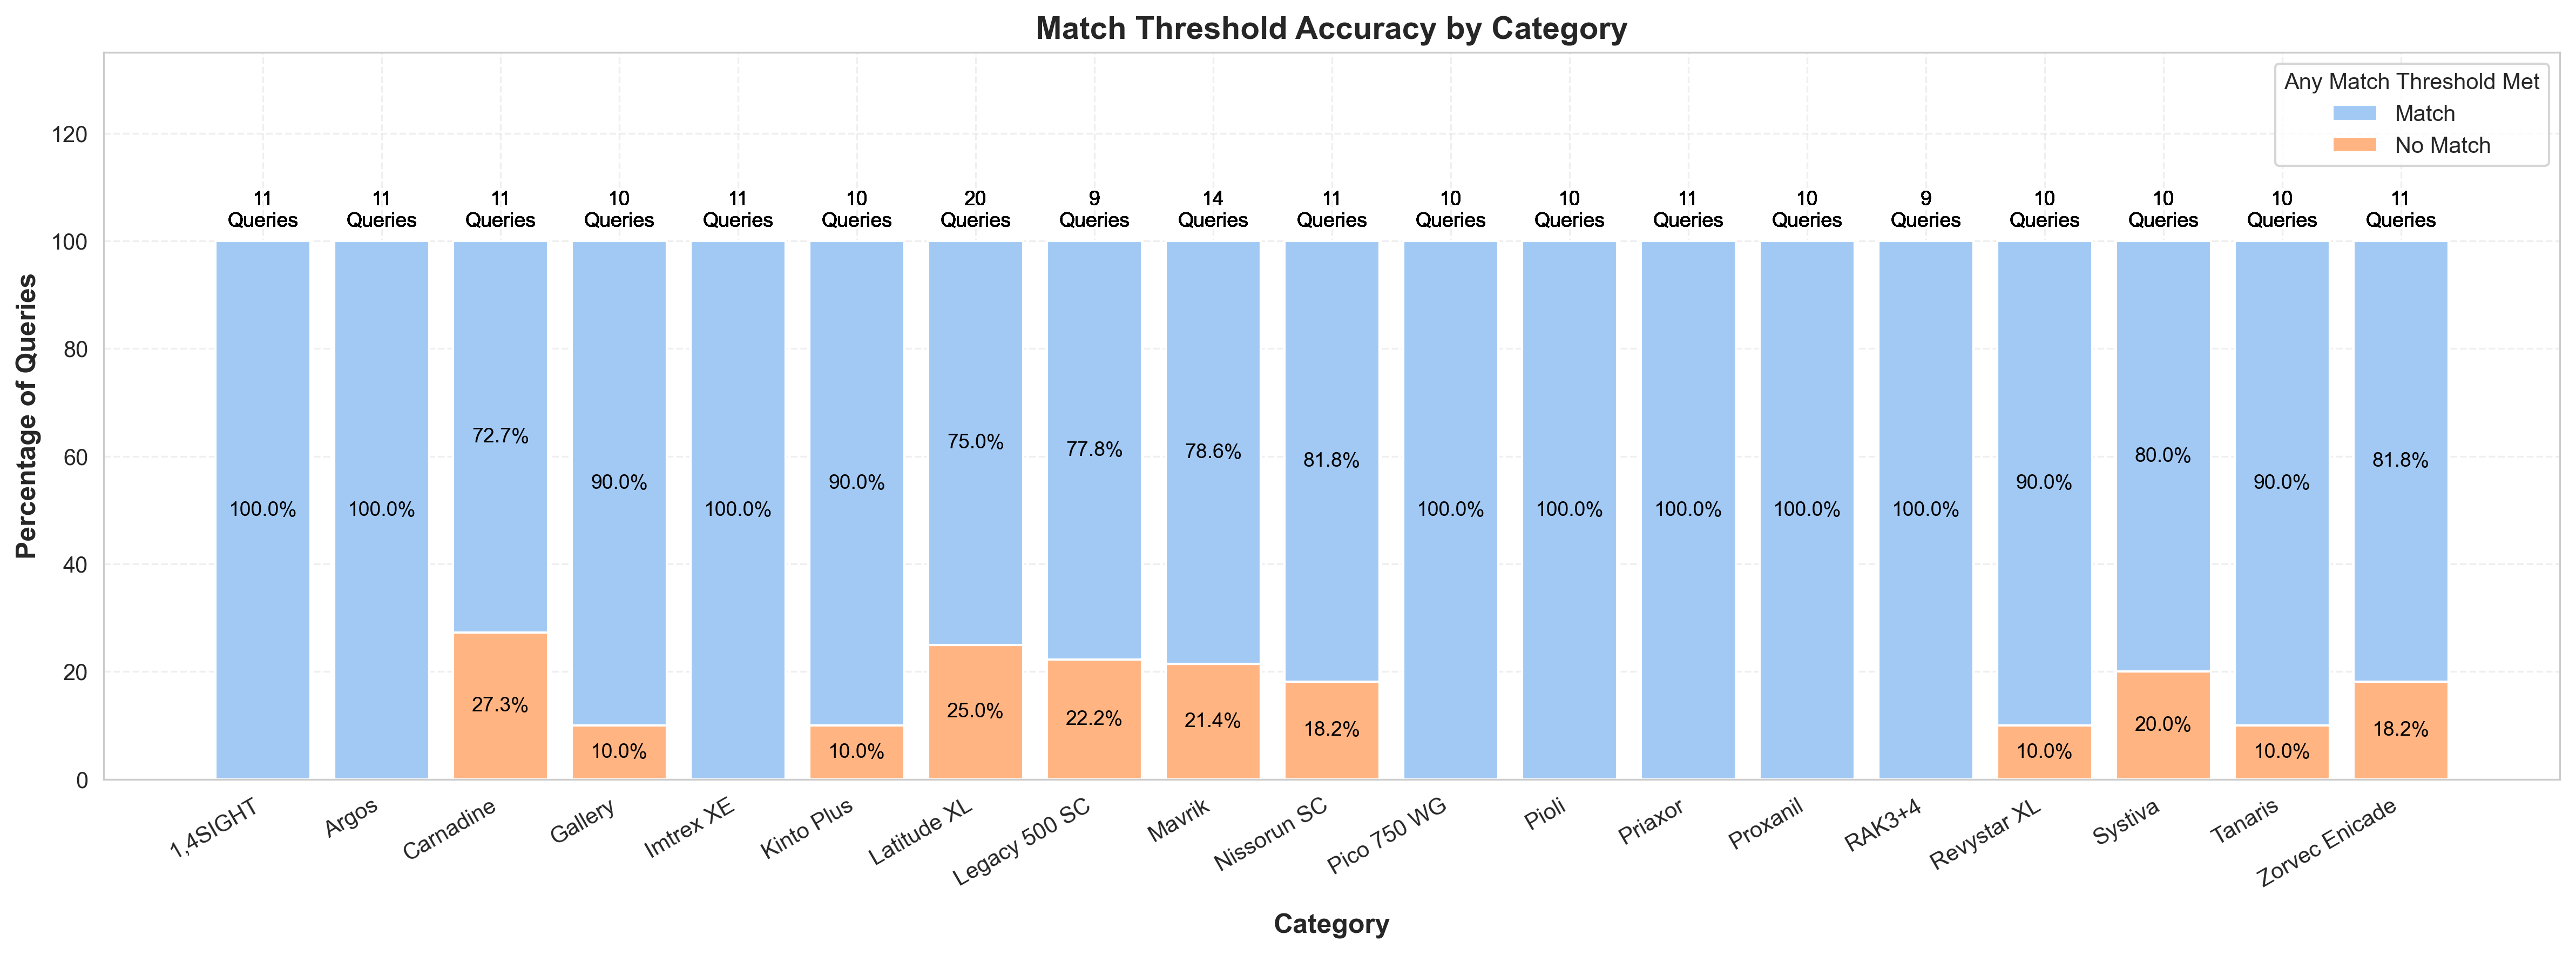 Match Threshold Accuracy by Category
Any Match Threshold Met
Match
No Match
Percentage of Queries
120
100
80
60
40
20
0
11 Queries
11 Queries
11 Queries
10 Queries
11 Queries
10 Queries
20 Queries
9 Queries
14 Queries
11 Queries
10 Queries
10 Queries
11 Queries
10 Queries
9 Queries
10 Queries
10 Queries
10 Queries
11 Queries
100.0%
100.0%
72.7%
27.3%
90.0%
10.0%
100.0%
90.0%
10.0%
75.0%
25.0%
77.8%
22.2%
78.6%
21.4%
81.8%
18.2%
100.0%
100.0%
100.0%
100.0%
100.0%
90.0%
10.0%
80.0%
20.0%
90.0%
10.0%
81.8%
18.2%
1,4SIGHT
Argos
Carnadine
Gallery
Imtrex XE
Kinto Plus
Latitude XL
Legacy 500 SC
Mavrik
Nissorun SC
Pico 750 WG
Pioli
Priaxor
Proxanil
RAK3+4
Revystar XL
Systiva
Tanaris
Zorvec Enicade
Category